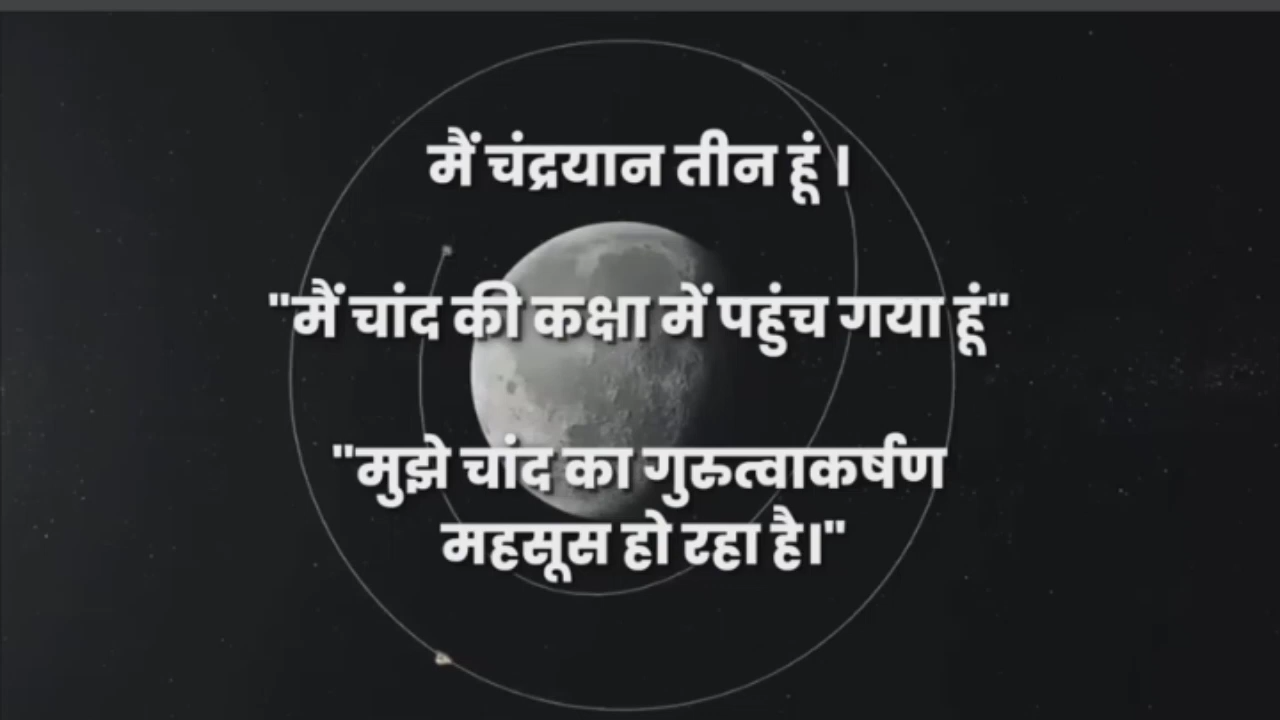 मैं चंद्रयान तीन हूं ।
"मैं चांद की कक्षा में पहुंच गया हूं"
"मुझे चांद का गुरुत्वाकर्षण
महसूस हो रहा है।"